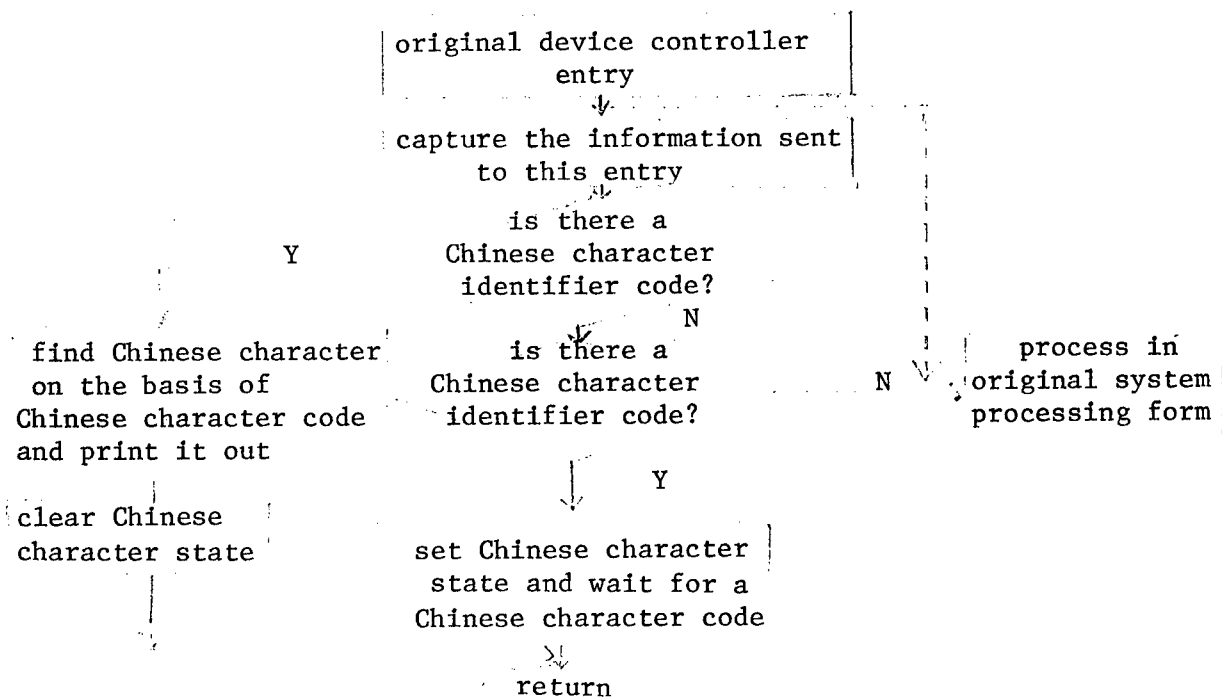 original device controller
entry
capture the information sent
to this entry
is there a
Chinese character
identifier code?
Y
N
find Chinese character
on the basis of
Chinese character code
and print it out
is there a
Chinese character
identifier code?
N
process in
original system
processing form
Y
clear Chinese
character state
set Chinese character
state and wait for a
Chinese character code
return